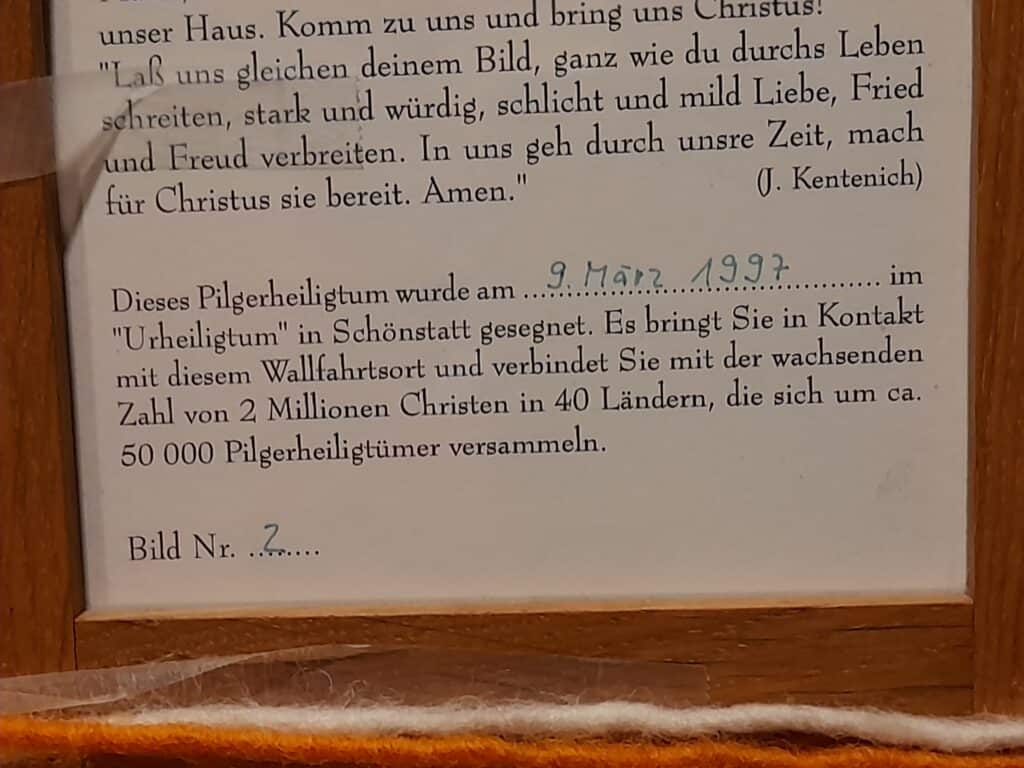 unser Haus. Komm zu uns und bring uns Christus!
"Laß uns gleichen deinem Bild, ganz wie du durchs Leben
schreiten, stark und würdig, schlicht und mild Liebe, Fried
und Freud verbreiten. In uns geh durch unsre Zeit, mach
für Christus sie bereit. Amen." (J. Kentenich)
Dieses Pilgerheiligtum wurde am ...9. März 1997... im
"Urheiligtum" in Schönstatt gesegnet. Es bringt Sie in Kontakt
mit diesem Wallfahrtsort und verbindet Sie mit der wachsenden
Zahl von 2 Millionen Christen in 40 Ländern, die sich um ca.
50 000 Pilgerheiligtümer versammeln.
Bild Nr. ..2......